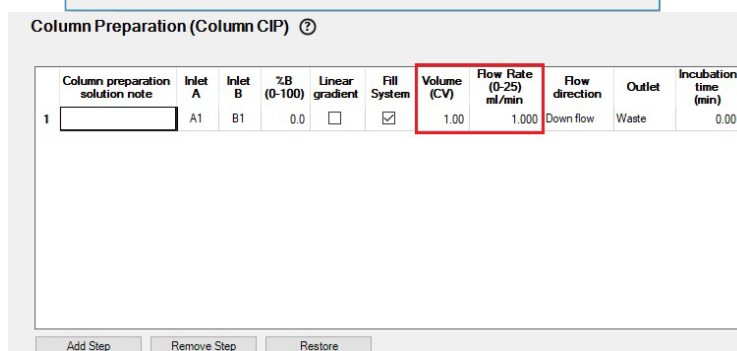 Column Preparation (Column CIP) ?
Column preparation solution note Inlet A Inlet B %B (0-100) Linear gradient Fill System Volume (CV) Flow Rate (0-25) ml/min Flow direction Outlet Incubation time (min)
1 A1 B1 0.0 1.00 1.000 Down flow Waste 0.00
Add Step Remove Step Restore